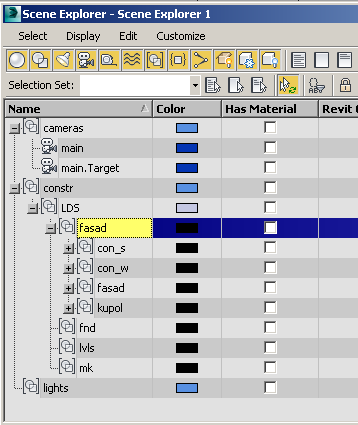 Scene Explorer - Scene Explorer 1
Select Display Edit Customize
Selection Set:
Name Color Has Material Revit C
cameras
main
main.Target
constr
LDS
fasad
con_s
con_w
fasad
kupol
fnd
lvls
mk
lights